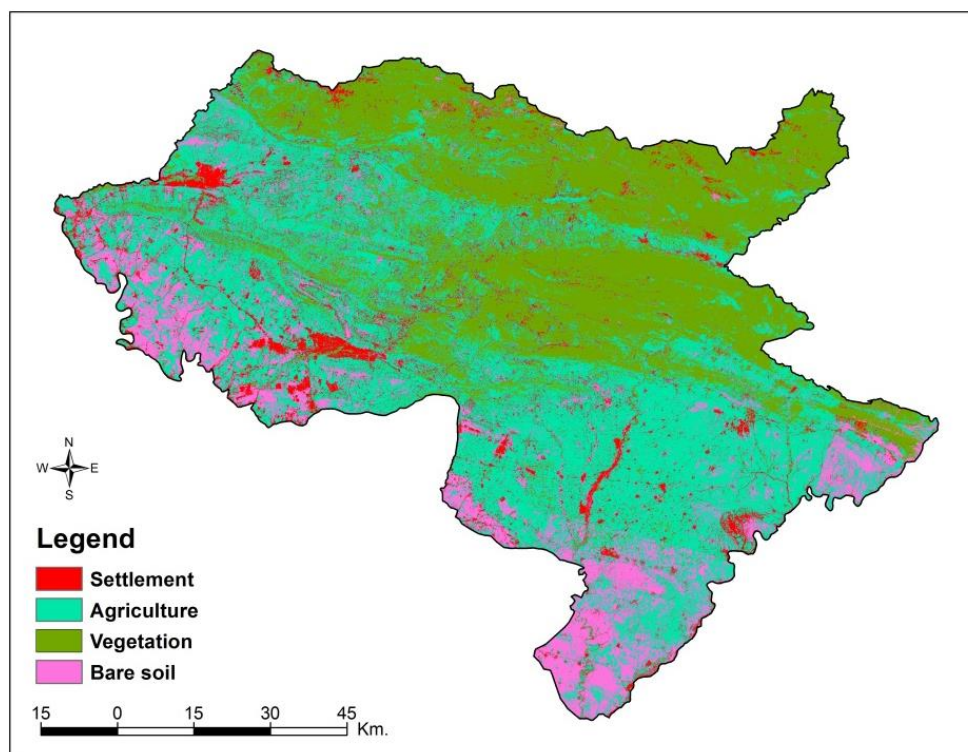 N
W E
S
Legend
Settlement
Agriculture
Vegetation
Bare soil
15 0 15 30 45
Km.